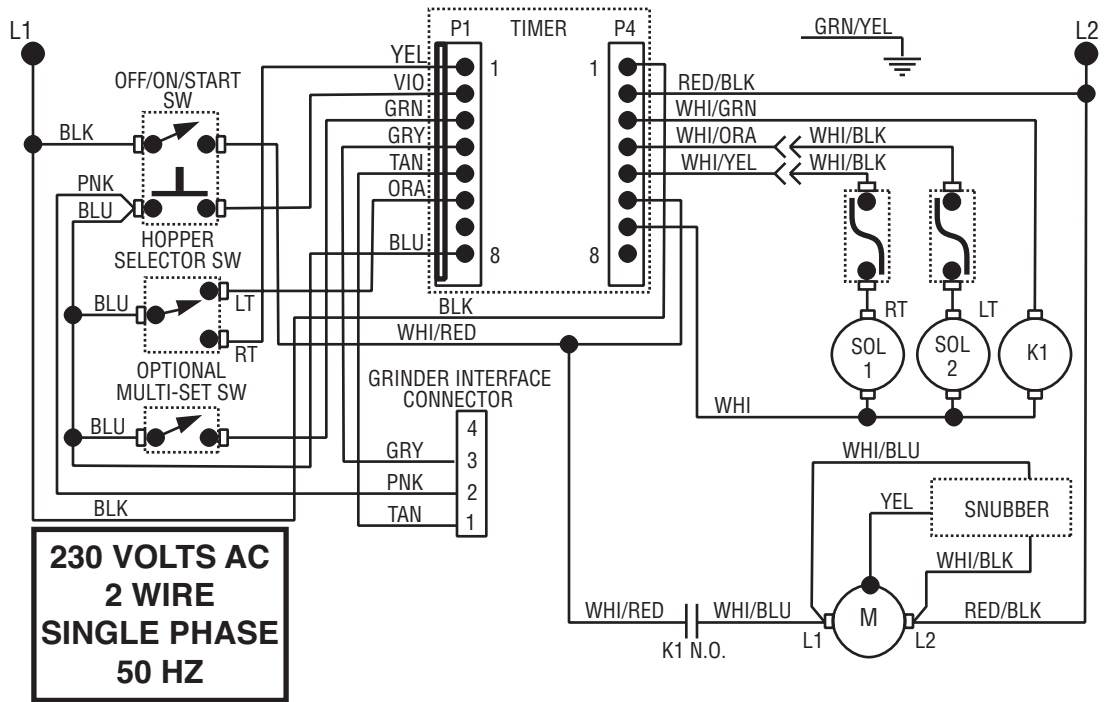 L1
P1
TIMER
P4
GRN/YEL
L2
OFF/ON/START
SW
YEL
1
1
VIO
RED/BLK
GRN
WHI/GRN
BLK
GRY
WHI/ORA
WHI/BLK
TAN
WHI/YEL
WHI/BLK
PNK
ORA
BLU
HOPPER
SELECTOR SW
BLU
8
8
BLU
LT
BLK
RT
LT
WHI/RED
RT
SOL
1
SOL
2
K1
OPTIONAL
MULTI-SET SW
GRINDER INTERFACE
CONNECTOR
BLU
WHI
4
GRY
3
WHI/BLU
PNK
2
YEL
SNUBBER
BLK
TAN
1
230 VOLTS AC
2 WIRE
SINGLE PHASE
50 HZ
WHI/BLK
WHI/RED
WHI/BLU
M
RED/BLK
K1 N.O.
L1
L2